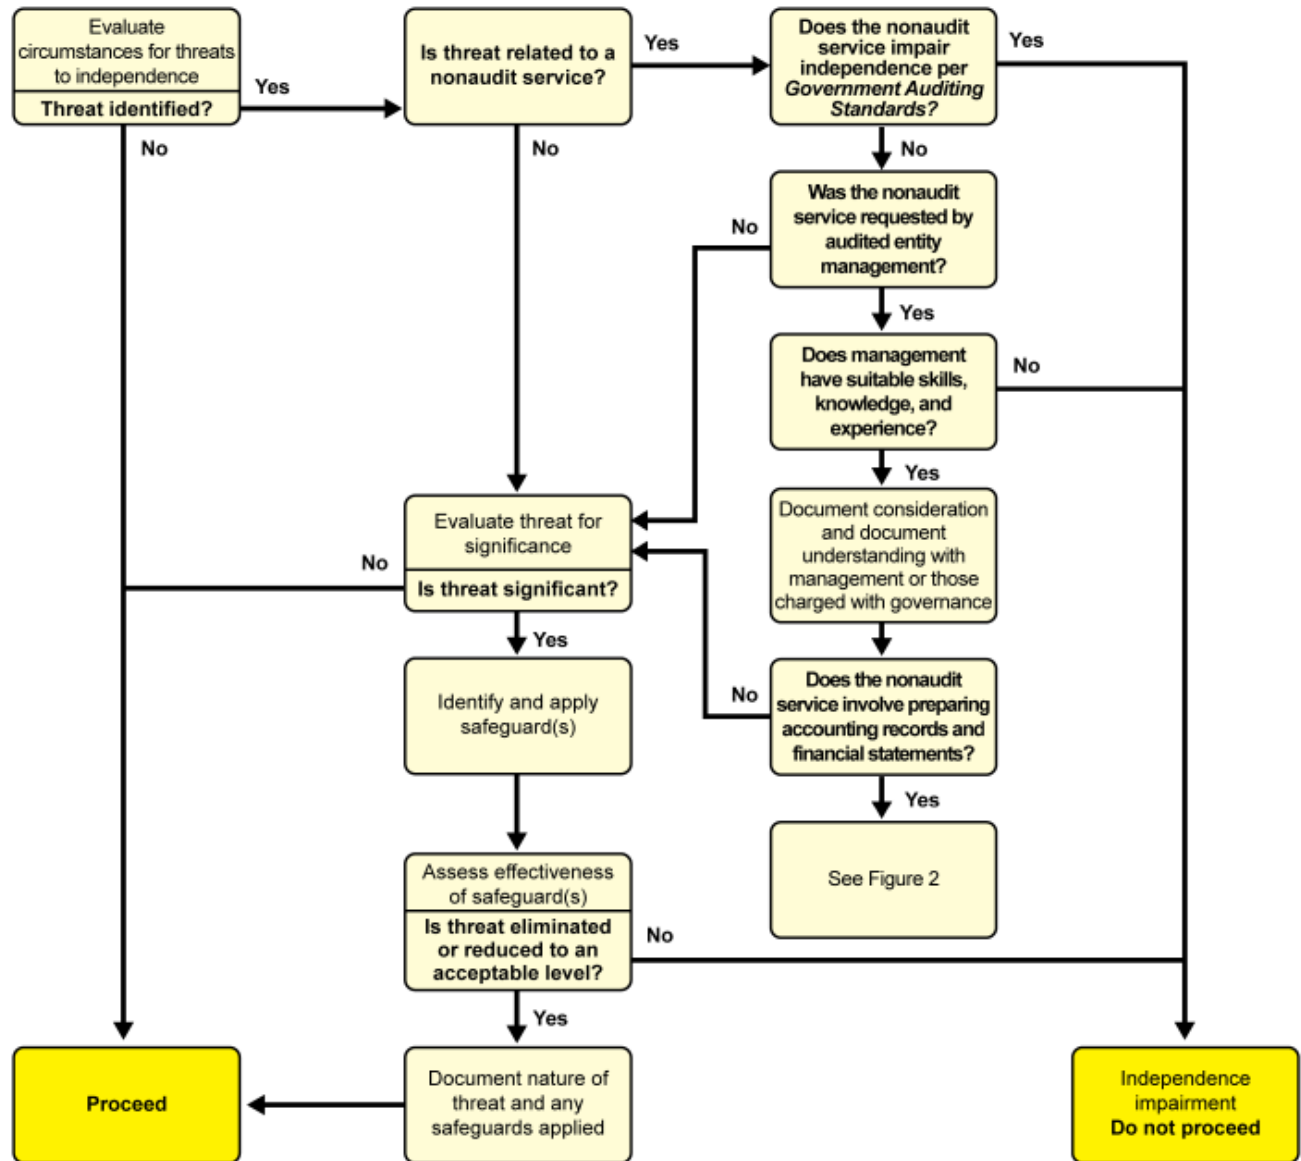 Evaluate
circumstances for threats
to independence
Threat identified?
Yes
No
Is threat related to a
nonaudit service?
Yes
No
Does the nonaudit
service impair
independence per
Government Auditing
Standards?
Yes
No
Was the nonaudit
service requested by
audited entity
management?
No
Yes
Does management
have suitable skills,
knowledge, and
experience?
No
Yes
Document consideration
and document
understanding with
management or those
charged with governance
Does the nonaudit
service involve preparing
accounting records and
financial statements?
No
Yes
See Figure 2
Evaluate threat for
significance
Is threat significant?
No
Yes
Identify and apply
safeguard(s)
Assess effectiveness
of safeguard(s)
Is threat eliminated
or reduced to an
acceptable level?
No
Yes
Document nature of
threat and any
safeguards applied
Proceed
Independence
impairment
Do not proceed